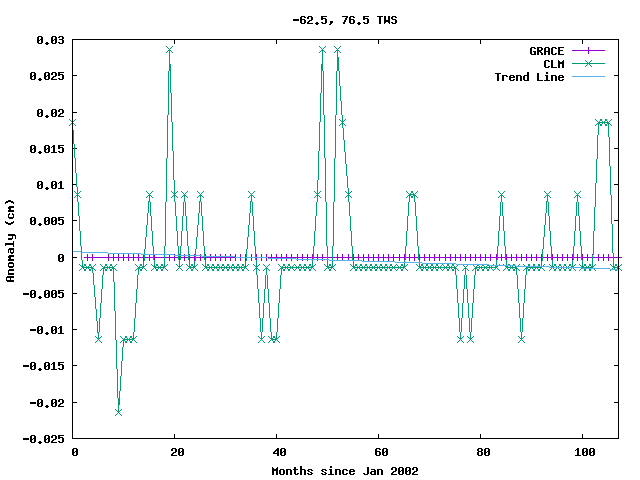 -62.5, 76.5 TWS
GRACE
CLM
Trend Line
0.03
0.025
0.02
0.015
0.01
0.005
0
-0.005
-0.01
-0.015
-0.02
-0.025
Anomaly (cm)
0 20 40 60 80 100
Months since Jan 2002